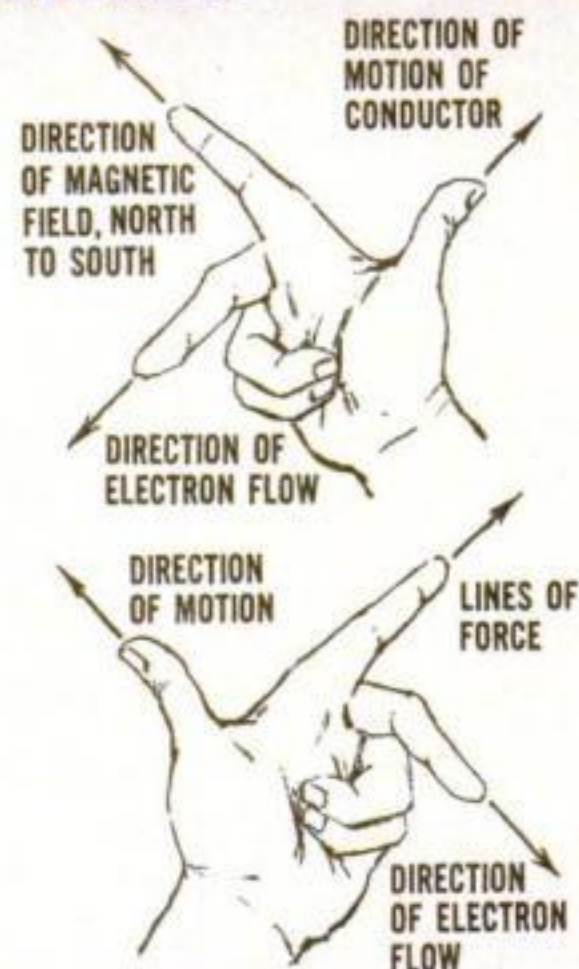 DIRECTION
OF MAGNETIC
FIELD, NORTH
TO SOUTH
DIRECTION OF
MOTION OF
CONDUCTOR
DIRECTION OF
ELECTRON FLOW
DIRECTION
OF MOTION
LINES OF
FORCE
DIRECTION
OF ELECTRON
FLOW